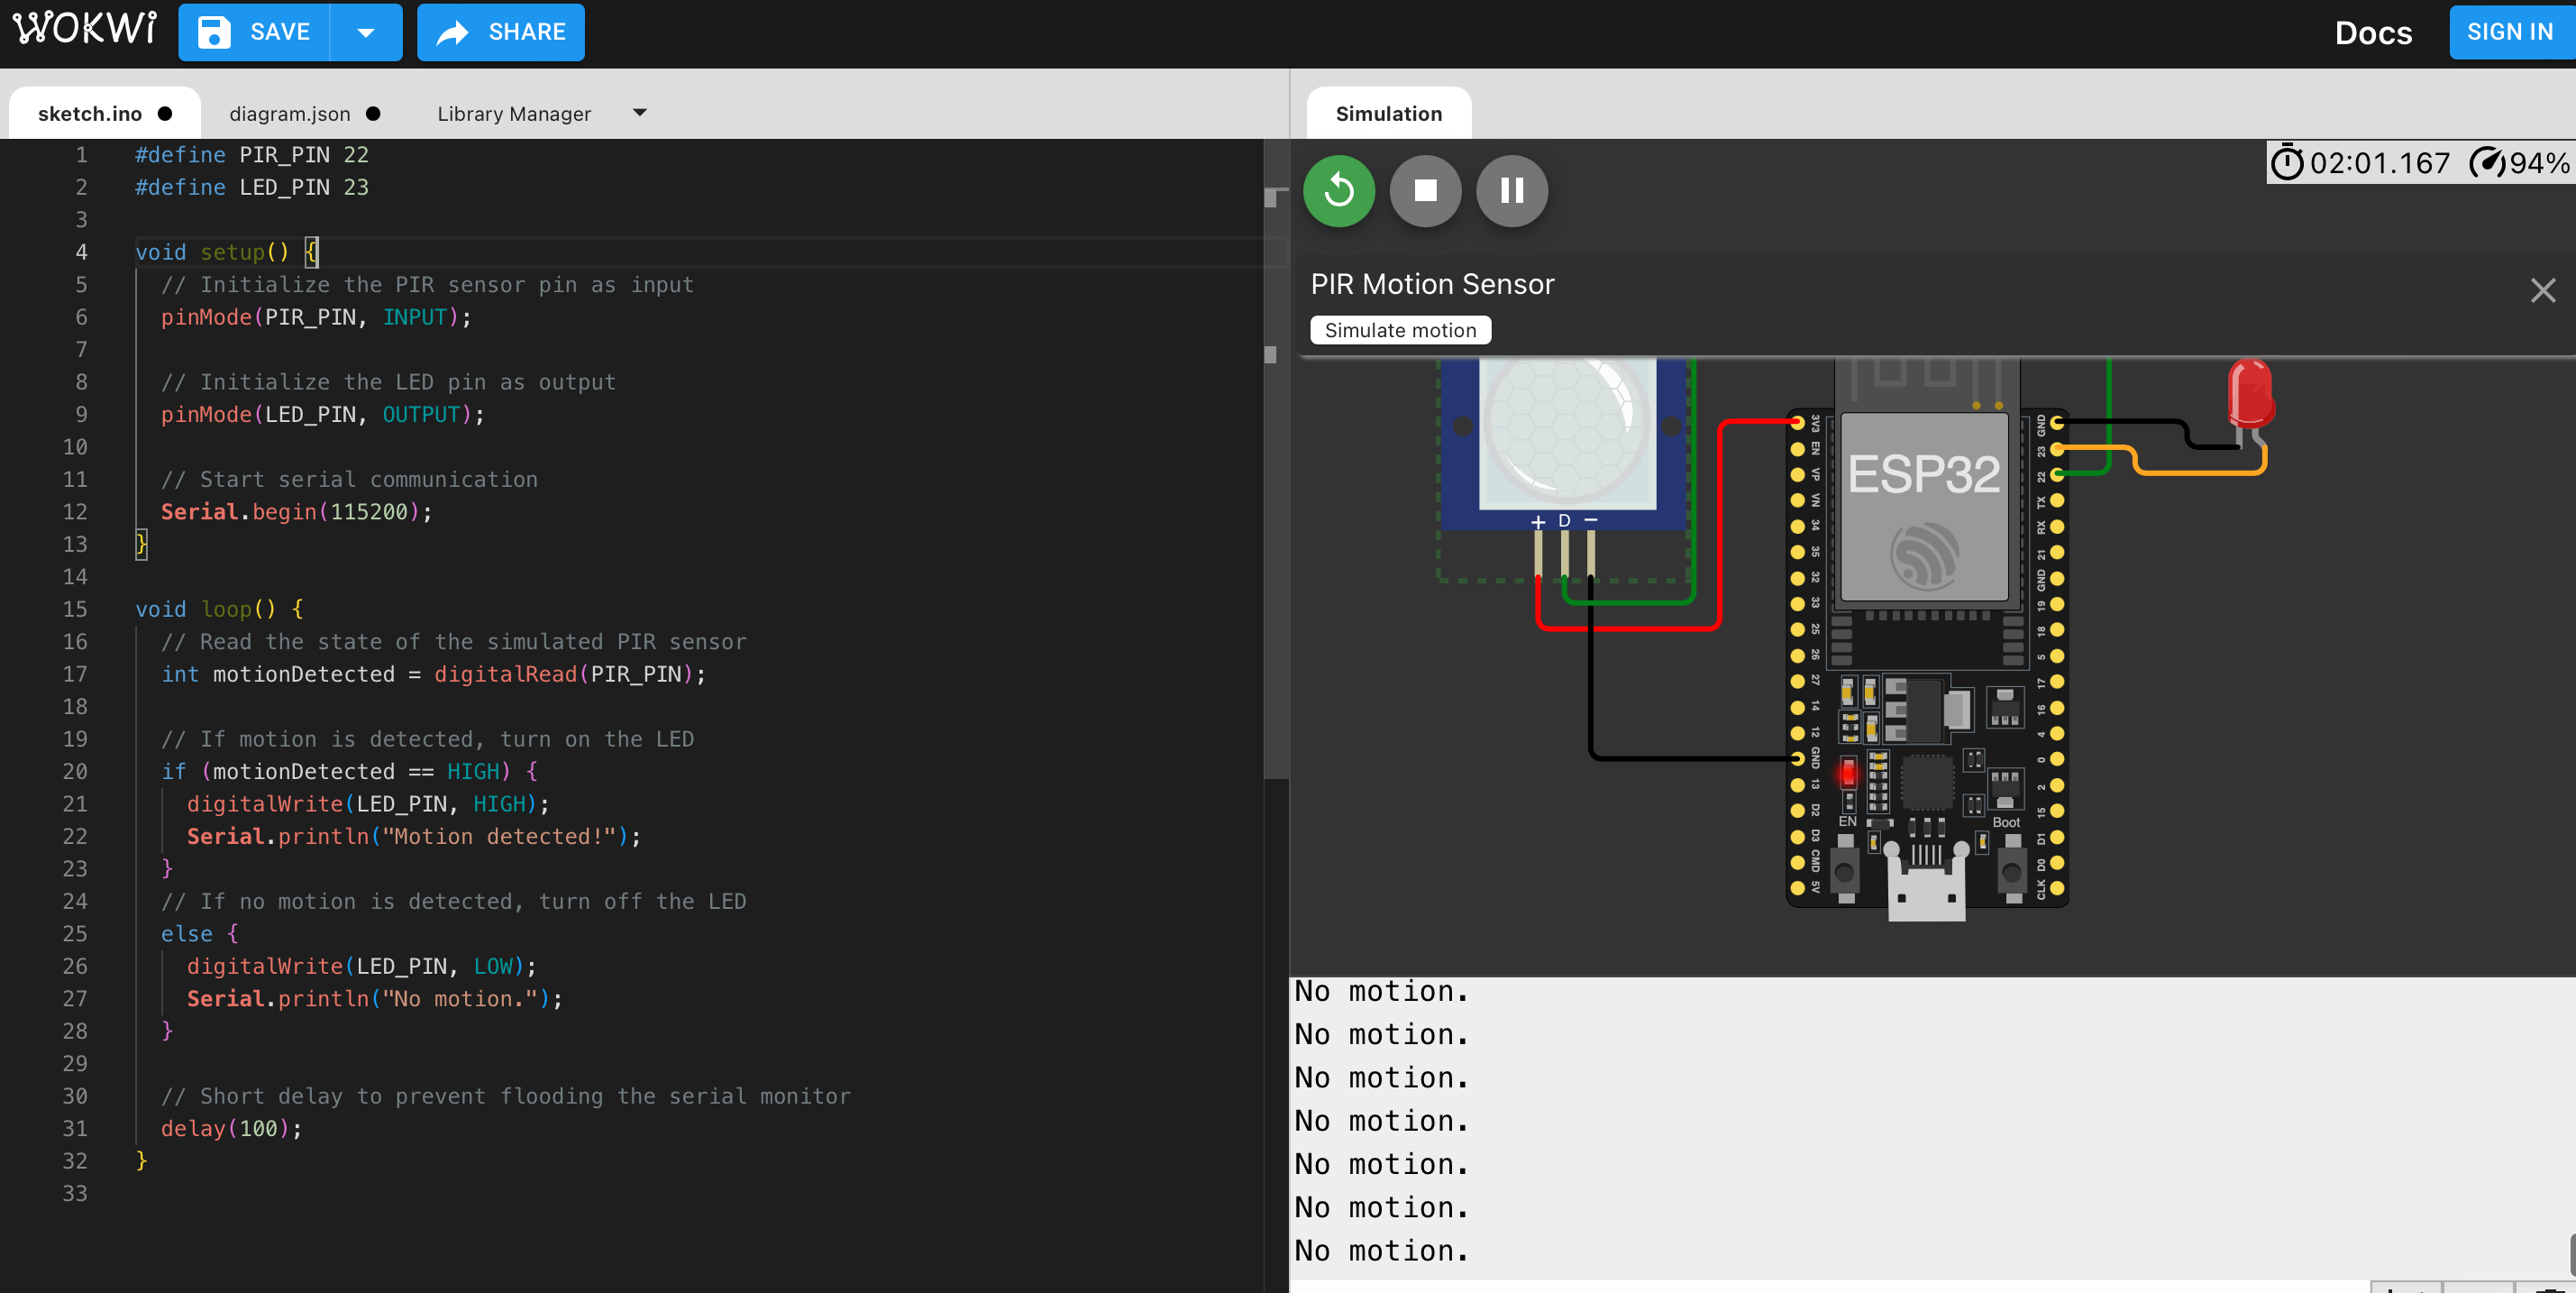 WOKWi
SAVE
SHARE
Docs
SIGN IN
sketch.ino
diagram.json
Library Manager
1 #define PIR_PIN 22
2 #define LED_PIN 23
3
4 void setup() {
5 // Initialize the PIR sensor pin as input
6 pinMode(PIR_PIN, INPUT);
7
8 // Initialize the LED pin as output
9 pinMode(LED_PIN, OUTPUT);
10
11 // Start serial communication
12 Serial.begin(115200);
13 }
14
15 void loop() {
16 // Read the state of the simulated PIR sensor
17 int motionDetected = digitalRead(PIR_PIN);
18
19 // If motion is detected, turn on the LED
20 if (motionDetected == HIGH) {
21 digitalWrite(LED_PIN, HIGH);
22 Serial.println("Motion detected!");
23 }
24 // If no motion is detected, turn off the LED
25 else {
26 digitalWrite(LED_PIN, LOW);
27 Serial.println("No motion.");
28 }
29
30 // Short delay to prevent flooding the serial monitor
31 delay(100);
32 }
33
Simulation
02:01.167
94%
PIR Motion Sensor
Simulate motion
+ D −
ESP32
3V3
EN
VP
VN
34
35
32
33
25
26
27
14
12
GND
13
D2
D3
CMD
5V
GND
23
22
TX
RX
21
GND
19
18
5
17
16
4
0
2
15
D1
D0
CLK
EN
Boot
No motion.
No motion.
No motion.
No motion.
No motion.
No motion.
No motion.